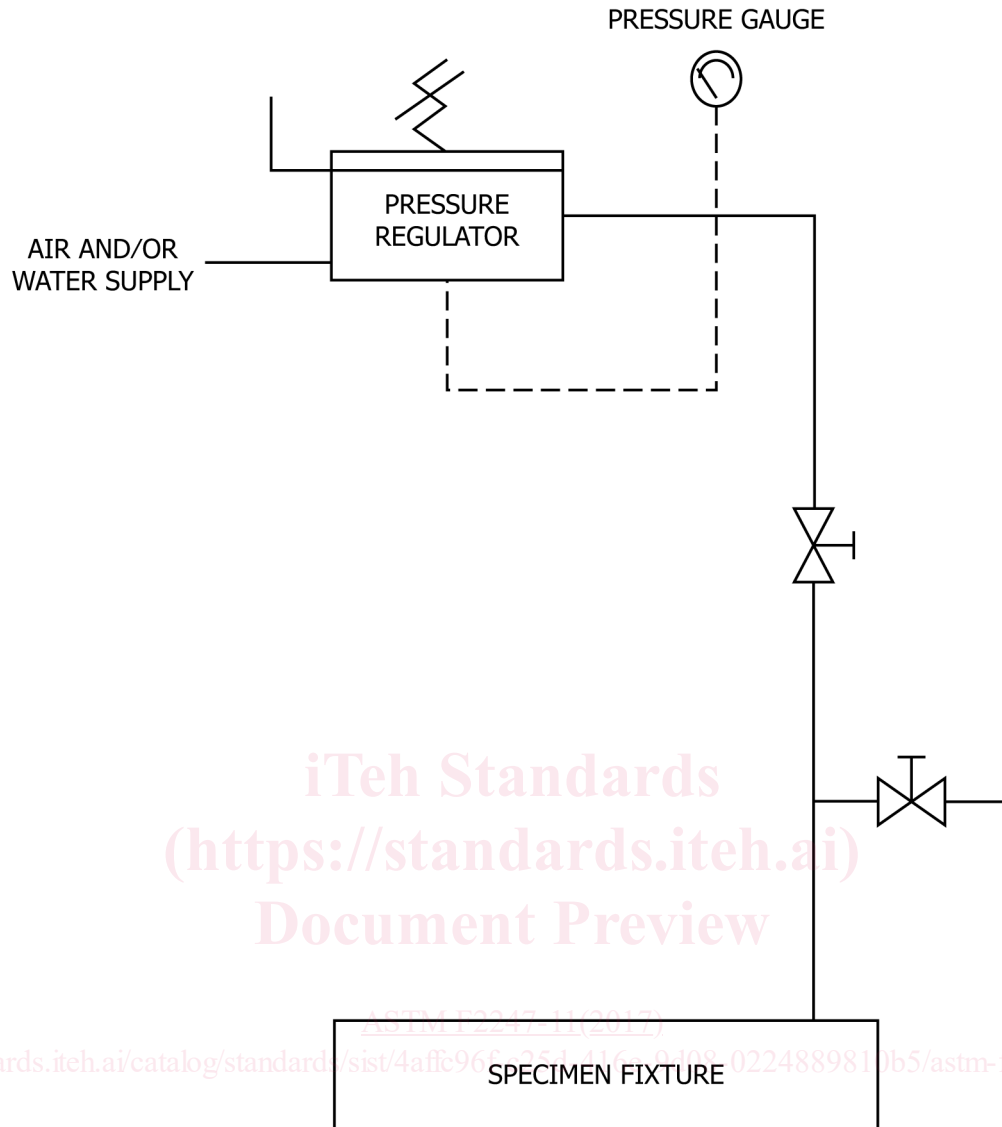 PRESSURE GAUGE
PRESSURE
REGULATOR
AIR AND/OR
WATER SUPPLY
iTeh Standards
(https://standards.iteh.ai)
Document Preview
ASTM F2247-11(2017)
SPECIMEN FIXTURE